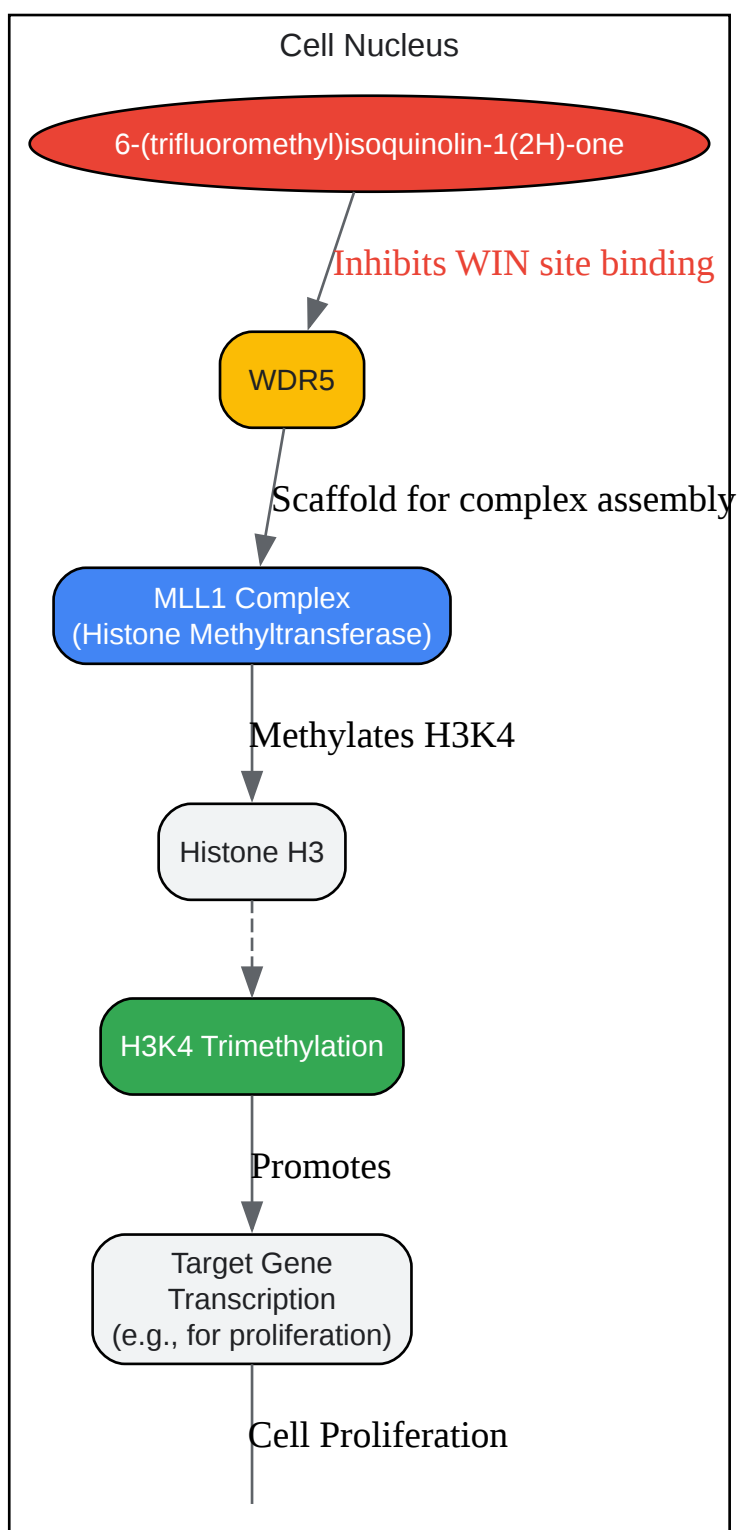 Cell Nucleus
6-(trifluoromethyl)isoquinolin-1(2H)-one
Inhibits WIN site binding
WDR5
Scaffold for complex assembly
MLL1 Complex
(Histone Methyltransferase)
Methylates H3K4
Histone H3
H3K4 Trimethylation
Promotes
Target Gene
Transcription
(e.g., for proliferation)
Cell Proliferation